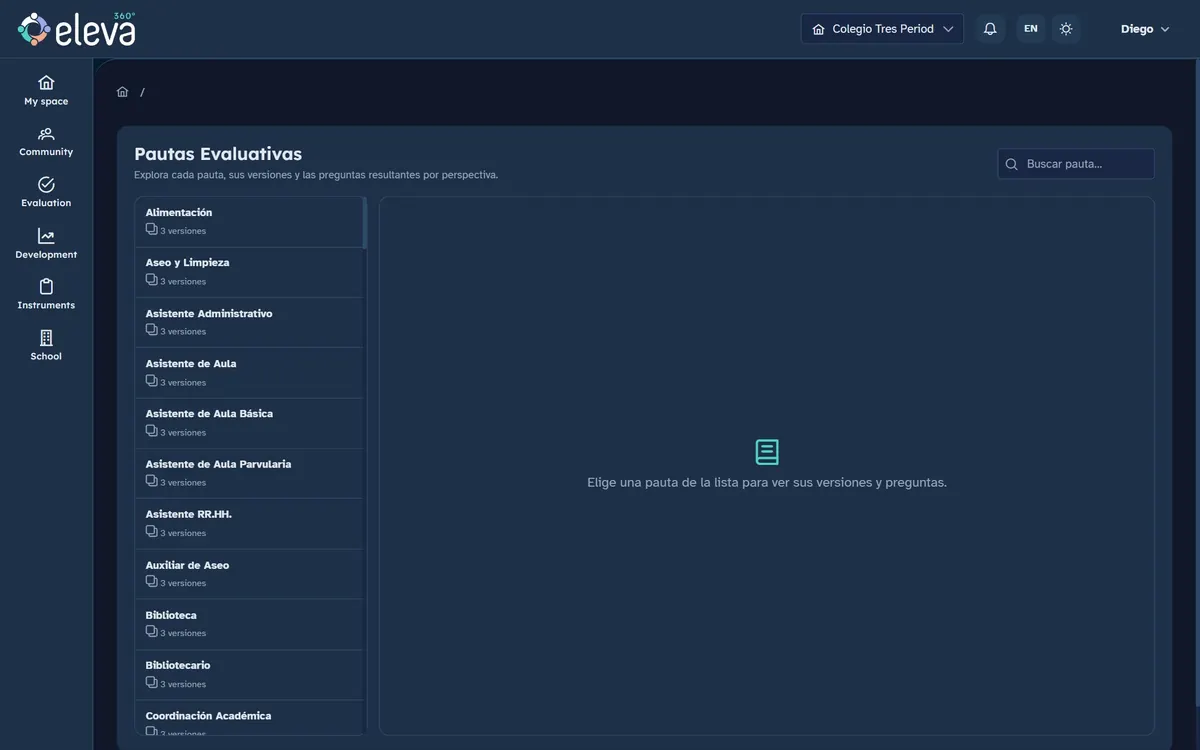 eleva 360°
Colegio Tres Period
EN
Diego
My space
Community
Evaluation
Development
Instruments
School
/
Pautas Evaluativas
Explora cada pauta, sus versiones y las preguntas resultantes por perspectiva.
Buscar pauta...
Alimentación
3 versiones
Aseo y Limpieza
3 versiones
Asistente Administrativo
3 versiones
Asistente de Aula
3 versiones
Asistente de Aula Básica
3 versiones
Asistente de Aula Parvularia
3 versiones
Asistente RR.HH.
3 versiones
Auxiliar de Aseo
3 versiones
Biblioteca
3 versiones
Bibliotecario
3 versiones
Coordinación Académica
3 versiones
Elige una pauta de la lista para ver sus versiones y preguntas.